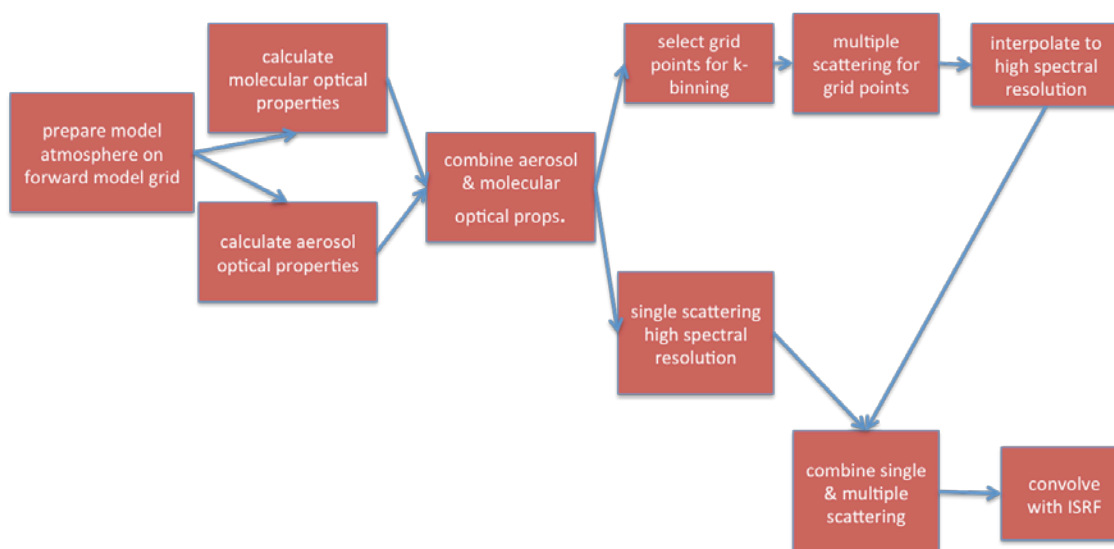 prepare model
atmosphere on
forward model grid
calculate
molecular optical
properties
calculate aerosol
optical properties
combine aerosol
& molecular
optical props.
select grid
points for k-
binning
multiple
scattering for
grid points
interpolate to
high spectral
resolution
single scattering
high spectral
resolution
combine single
& multiple
scattering
convolve
with ISRF